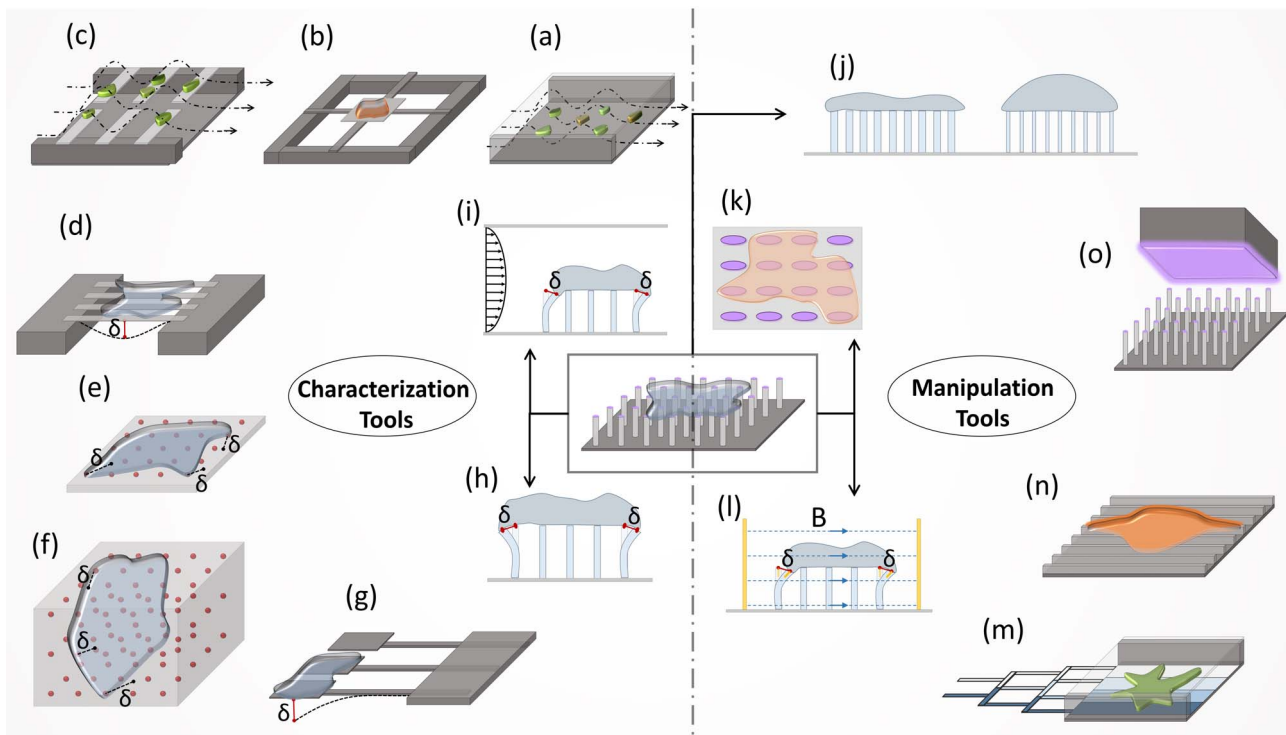 (c)
(b)
(a)
(j)
(d)
δ
(i)
δ
δ
(k)
(o)
(e)
δ
δ
δ
Characterization
Tools
Manipulation
Tools
(f)
δ
δ
δ
(h)
δ
δ
(g)
δ
(l)
B
δ
δ
(n)
(m)